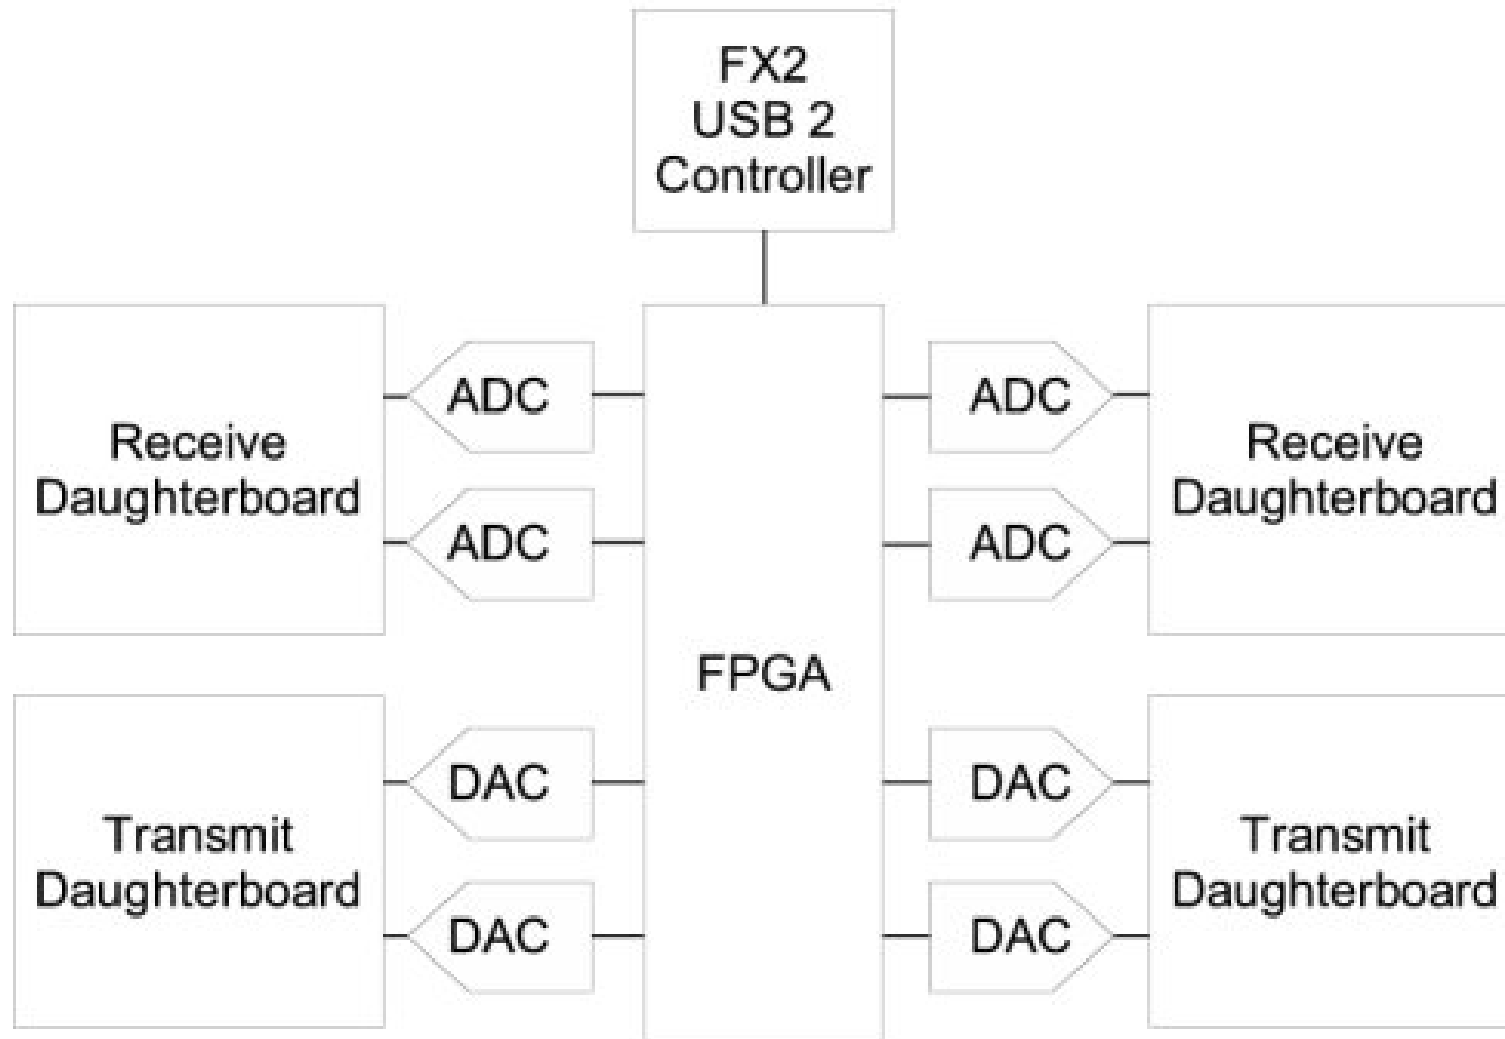 FX2
USB 2
Controller
ADC
ADC
Receive
Daughterboard
ADC
ADC
Receive
Daughterboard
FPGA
DAC
DAC
Transmit
Daughterboard
DAC
DAC
Transmit
Daughterboard